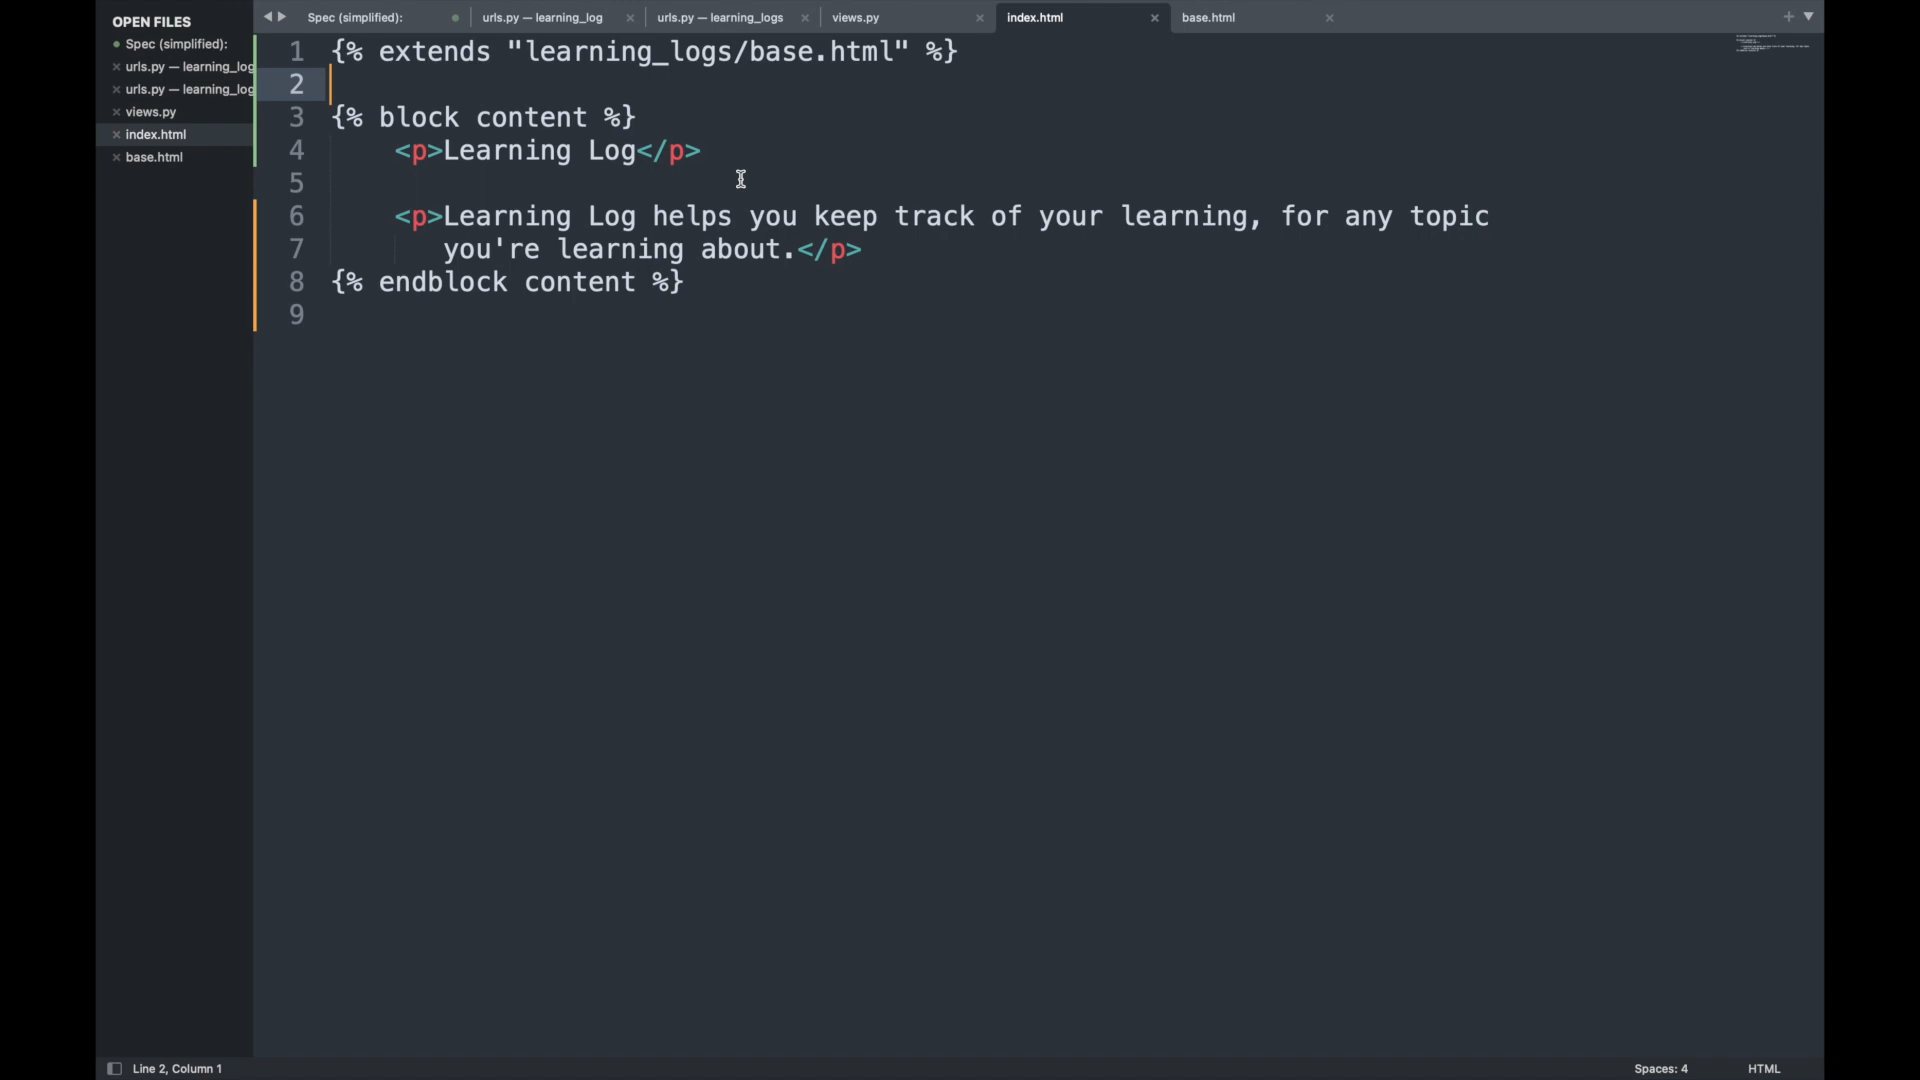 OPEN FILES
Spec (simplified):
urls.py — learning_log
urls.py — learning_log
views.py
index.html
base.html
Spec (simplified): urls.py — learning_log urls.py — learning_logs views.py index.html base.html
1 {% extends "learning_logs/base.html" %}
2
3 {% block content %}
4 <p>Learning Log</p>
5
6 <p>Learning Log helps you keep track of your learning, for any topic
7 you're learning about.</p>
8 {% endblock content %}
9
Line 2, Column 1 Spaces: 4 HTML